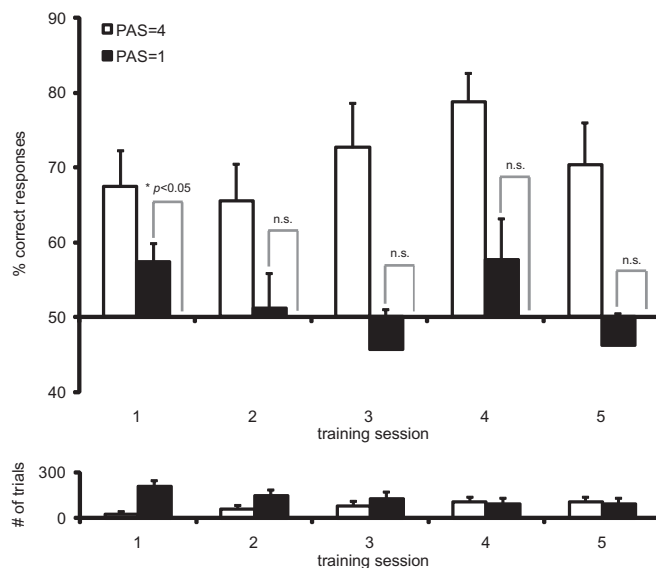 90
PAS=4
PAS=1
80
70
60
50
40
% correct responses
* p<0.05
n.s.
n.s.
n.s.
n.s.
1 2 3 4 5
training session
300
0
# of trials
1 2 3 4 5
training session